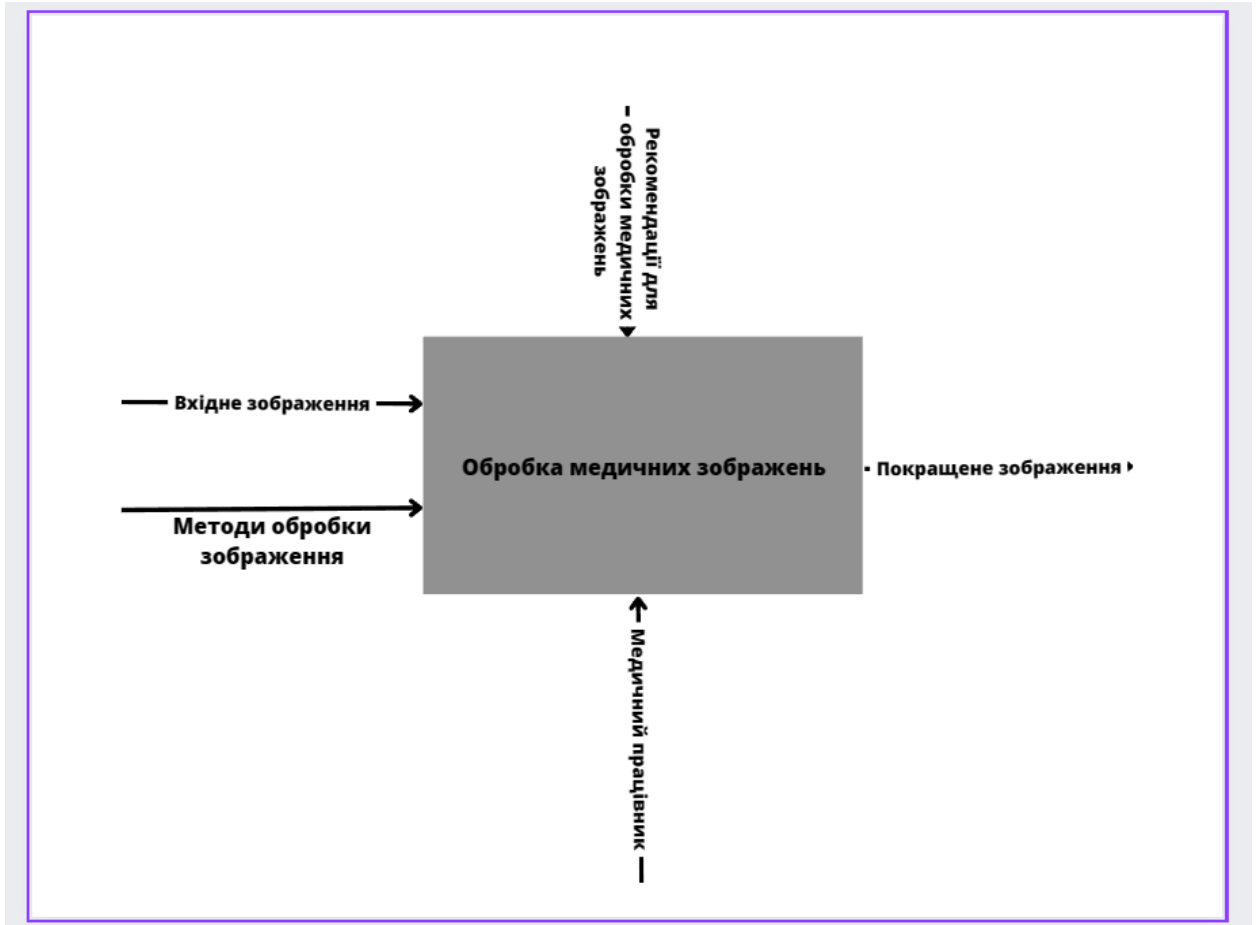 Рекомендації для
обробки медичних
зображень
Вхідне зображення
Обробка медичних зображень
Покращене зображення
Методи обробки
зображення
Медичний працівник